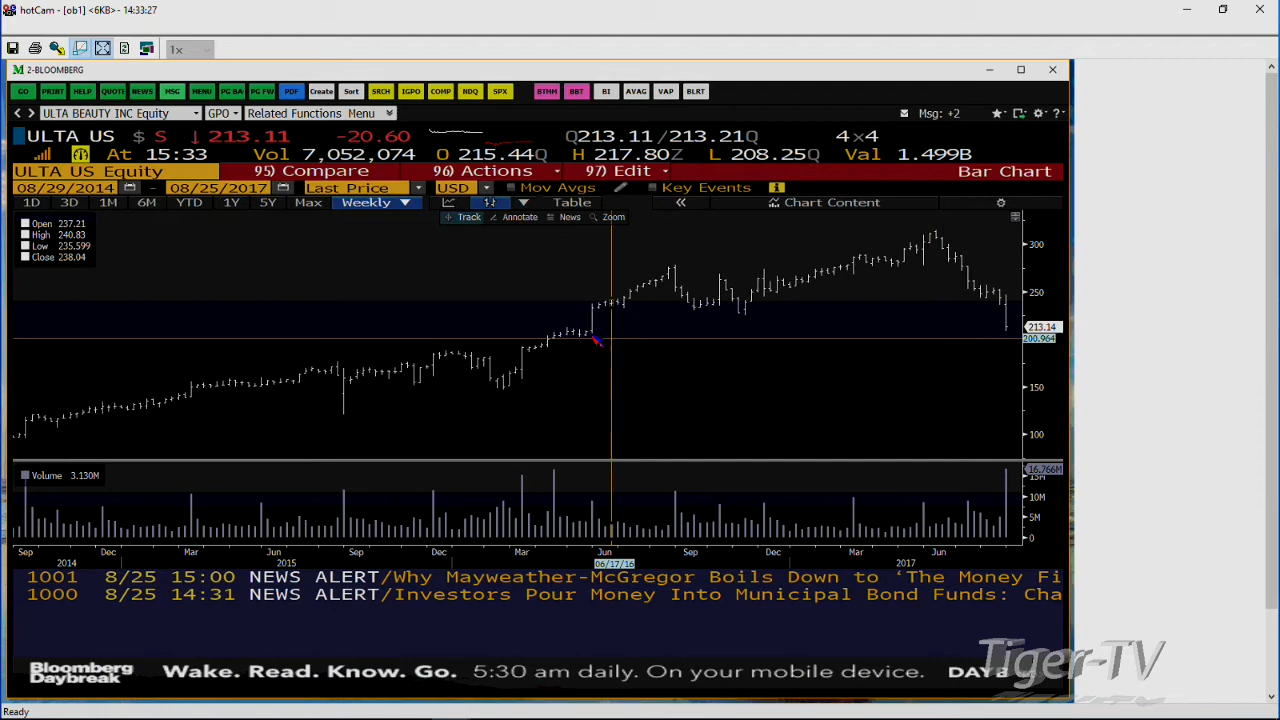 hotCam - [ob1] <6KB> - 14:33:27
1x
2-BLOOMBERG
GO PRINT HELP QUOTE NEWS MSG MENU PG BA PG FW PDF Create Sort SRCH IGPO COMP NDQ SPX BTMM BBT BI AVAG VAP BLRT
ULTA BEAUTY INC Equity GPO Related Functions Menu Msg: +2
ULTA US $ S ↓213.11 -20.60 Q213.11/213.21Q 4×4
At 15:33 Vol 7,052,074 O 215.44Q H 217.80Z L 208.25Q Val 1.499B
ULTA US Equity 95) Compare 96) Actions 97) Edit Bar Chart
08/29/2014 - 08/25/2017 Last Price USD Mov Avgs Key Events
1D 3D 1M 6M YTD 1Y 5Y Max Weekly Table « Chart Content
Track Annotate News Zoom
Open 237.21
High 240.83
Low 235.599
Close 238.04
300
250
213.14
200.964
150
100
Volume 3.130M
16.766M
15M
10M
5M
0
Sep Dec Mar Jun Sep Dec Mar Jun Sep Dec Mar Jun
2014 2015 06/17/16 2017
1001 8/25 15:00 NEWS ALERT/Why Mayweather-McGregor Boils Down to ‘The Money Fi
1000 8/25 14:31 NEWS ALERT/Investors Pour Money Into Municipal Bond Funds: Cha
Bloomberg
Daybreak
Wake. Read. Know. Go. 5:30 am daily. On your mobile device. DAYB
Tiger-TV
Ready